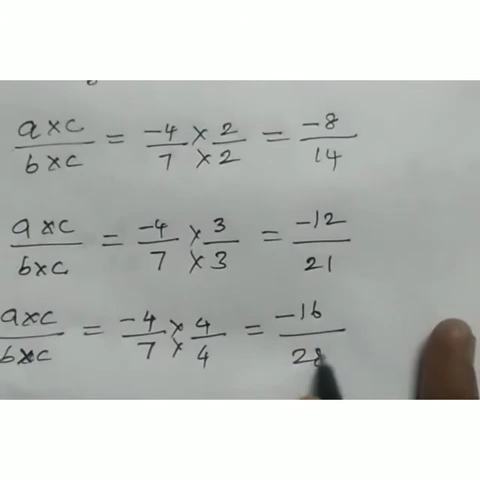 a×c/b×c = -4/7 × 2/× 2 = -8/14
a×c/b×c = -4/7 × 3/× 3 = -12/21
a×c/b×c = -4/7 × 4/× 4 = -16/28